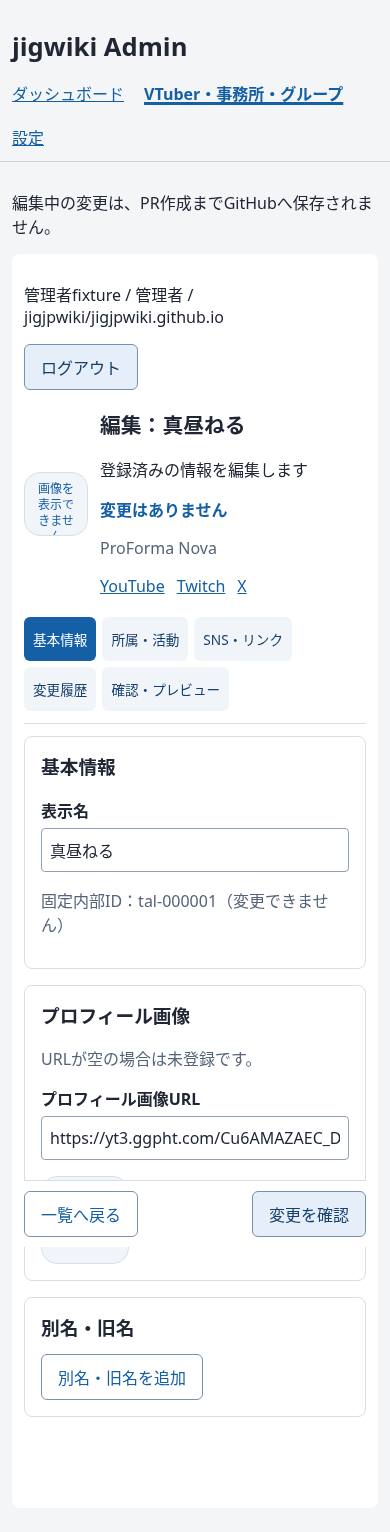 jigwiki Admin
ダッシュボード VTuber・事務所・グループ
設定
編集中の変更は、PR作成までGitHubへ保存されま
せん。
管理者fixture / 管理者 /
jigjpwiki/jigjpwiki.github.io
ログアウト
編集：真昼ねる
画像を
表示で
きませ
登録済みの情報を編集します
変更はありません
ProForma Nova
YouTube Twitch X
基本情報 所属・活動 SNS・リンク
変更履歴 確認・プレビュー
基本情報
表示名
真昼ねる
固定内部ID：tal-000001（変更できませ
ん）
プロフィール画像
URLが空の場合は未登録です。
プロフィール画像URL
https://yt3.ggpht.com/Cu6AMAZAEC_D
一覧へ戻る 変更を確認
別名・旧名
別名・旧名を追加